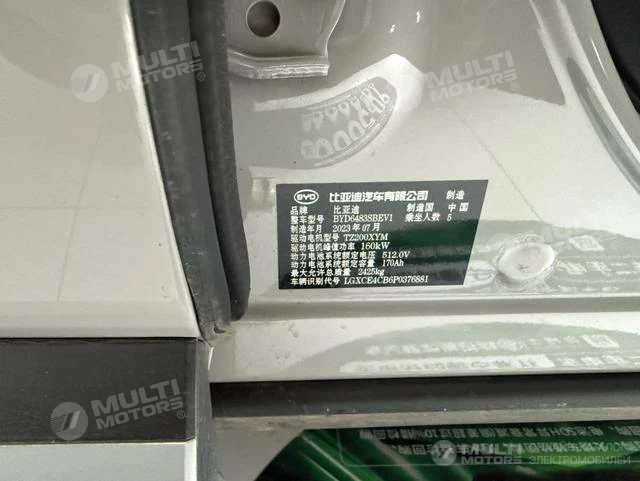 MULTI
MOTORS®
MULTI
MOTORS®
BYD 比亚迪汽车有限公司 制造
品牌 比亚迪 制造国 中国
整车型号 BYD6483SBEV1 乘坐人数 5
制造年月 2023年07月
驱动电机型号 TZ200XYM
驱动电机峰值功率 160kW
动力电池系统额定电压 512.0V
动力电池系统额定容量 170Ah
最大允许总质量 2425kg
车辆识别代号 LGXCE4CB6P0376881
MULTI
MOTORS®
MULTI
MOTORS
САЛОН
ЭЛЕКТРОМОБИЛЕЙ